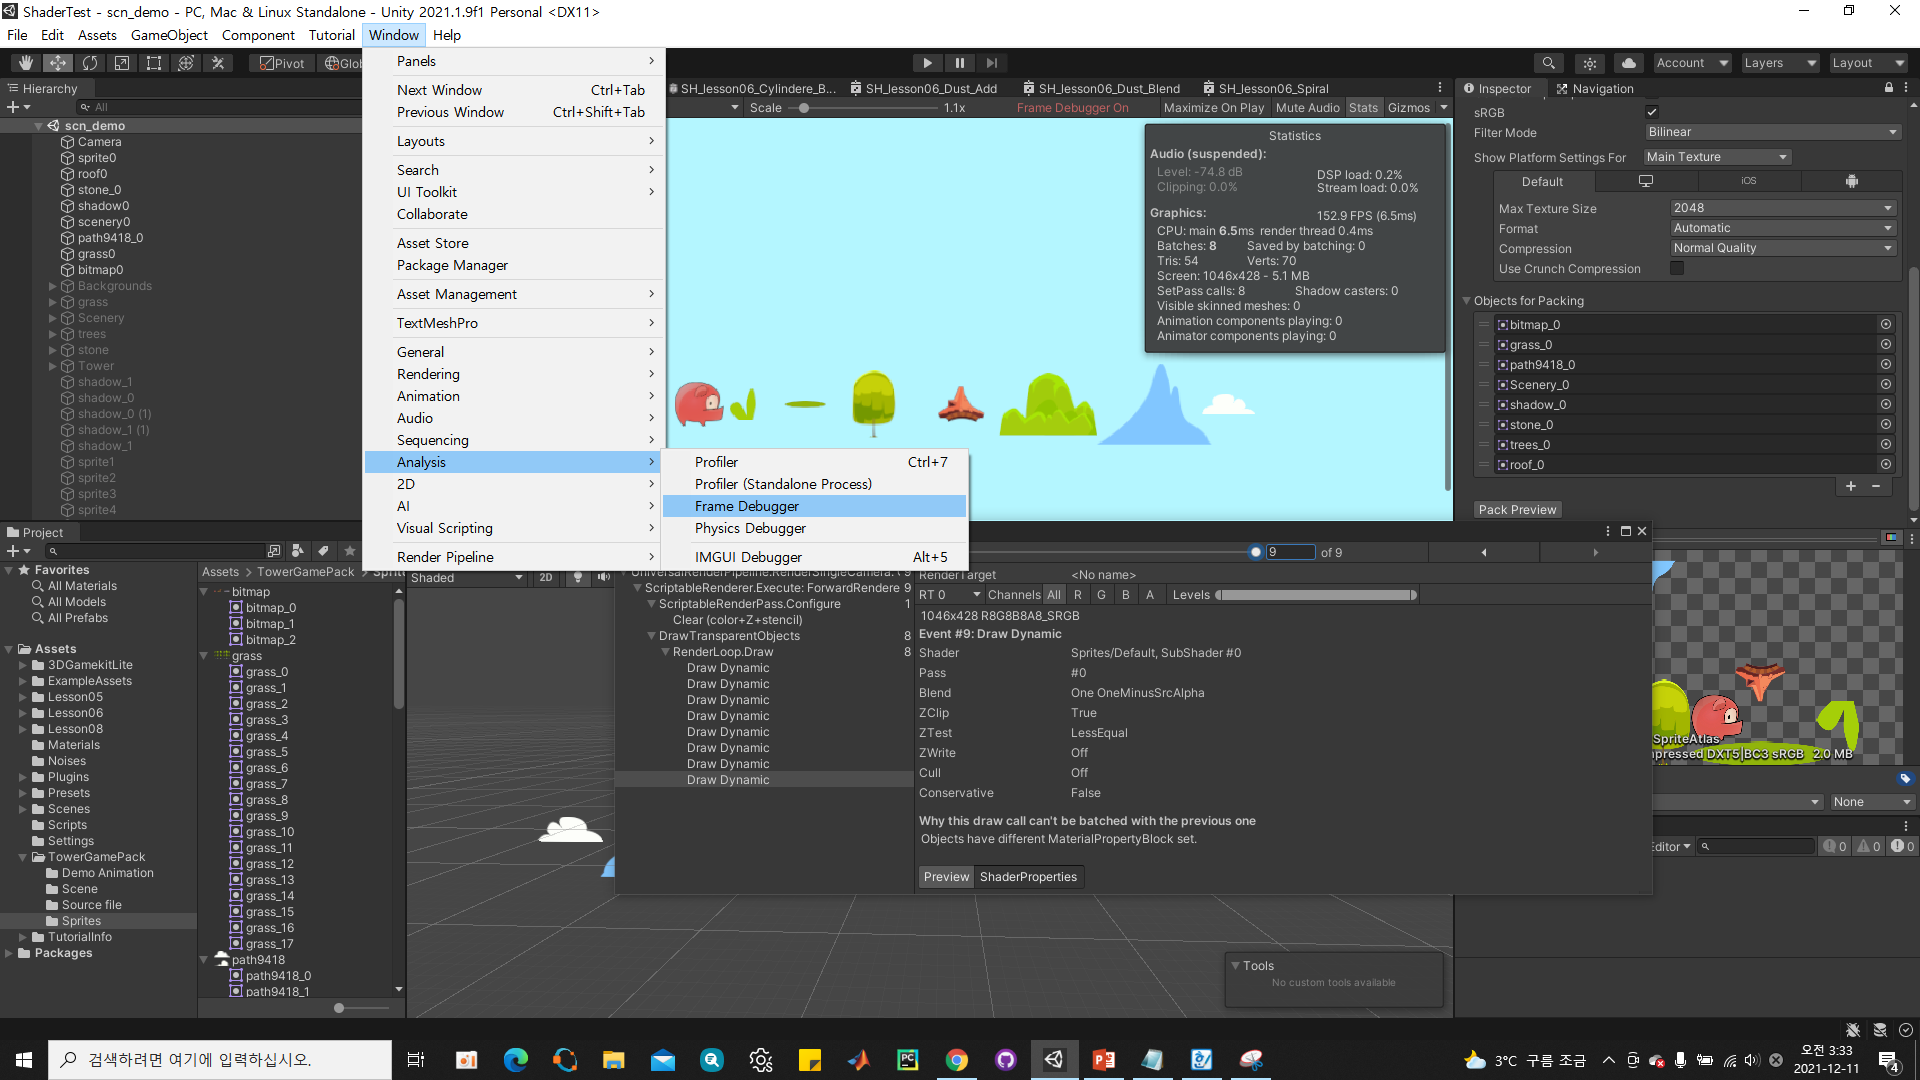 ShaderTest - scn_demo - PC, Mac & Linux Standalone - Unity 2021.1.9f1 Personal <DX11>
File Edit Assets GameObject Component Tutorial Window Help
Pivot Glob
Account Layers Layout
Hierarchy
All
scn_demo
Camera
sprite0
roof0
stone_0
shadow0
scenery0
path9418_0
grass0
bitmap0
Backgrounds
grass
Scenery
trees
stone
Tower
shadow_1
shadow_0
shadow_0 (1)
shadow_1 (1)
shadow_1
sprite1
sprite2
sprite3
sprite4
Panels
Next Window Ctrl+Tab
Previous Window Ctrl+Shift+Tab
Layouts
Search
UI Toolkit
Collaborate
Asset Store
Package Manager
Asset Management
TextMeshPro
General
Rendering
Animation
Audio
Sequencing
Analysis
2D
AI
Visual Scripting
Render Pipeline
Profiler Ctrl+7
Profiler (Standalone Process)
Frame Debugger
Physics Debugger
IMGUI Debugger Alt+5
SH_lesson06_Cylindere_B... SH_lesson06_Dust_Add SH_lesson06_Dust_Blend SH_lesson06_Spiral
Scale 1.1x Frame Debugger On Maximize On Play Mute Audio Stats Gizmos
Statistics
Audio (suspended):
Level: -74.8 dB DSP load: 0.2%
Clipping: 0.0% Stream load: 0.0%
Graphics: 152.9 FPS (6.5ms)
CPU: main 6.5ms render thread 0.4ms
Batches: 8 Saved by batching: 0
Tris: 54 Verts: 70
Screen: 1046x428 - 5.1 MB
SetPass calls: 8 Shadow casters: 0
Visible skinned meshes: 0
Animation components playing: 0
Animator components playing: 0
Inspector Navigation
sRGB
Filter Mode Bilinear
Show Platform Settings For Main Texture
Default iOS
Max Texture Size 2048
Format Automatic
Compression Normal Quality
Use Crunch Compression
Objects for Packing
bitmap_0
grass_0
path9418_0
Scenery_0
shadow_0
stone_0
trees_0
roof_0
Pack Preview
SpriteAtlas
mpressed DXT5|BC3 sRGB 2.0 MB
None
Editor 0 0 0
Project
Favorites
All Materials
All Models
All Prefabs
Assets
3DGamekitLite
ExampleAssets
Lesson05
Lesson06
Lesson08
Materials
Noises
Plugins
Presets
Scenes
Scripts
Settings
TowerGamePack
Demo Animation
Scene
Source file
Sprites
TutorialInfo
Packages
Assets > TowerGamePack > Sprit
bitmap
bitmap_0
bitmap_1
bitmap_2
grass
grass_0
grass_1
grass_2
grass_3
grass_4
grass_5
grass_6
grass_7
grass_8
grass_9
grass_10
grass_11
grass_12
grass_13
grass_14
grass_15
grass_16
grass_17
path9418
path9418_0
path9418_1
Shaded 2D
9 of 9
UniversalRenderPipeline.RenderSingleCamera: 9
ScriptableRenderer.Execute: ForwardRendere 9
ScriptableRenderPass.Configure 1
Clear (color+Z+stencil)
DrawTransparentObjects 8
RenderLoop.Draw 8
Draw Dynamic
Draw Dynamic
Draw Dynamic
Draw Dynamic
Draw Dynamic
Draw Dynamic
Draw Dynamic
Draw Dynamic
RenderTarget <No name>
RT 0 Channels All R G B A Levels
1046x428 R8G8B8A8_SRGB
Event #9: Draw Dynamic
Shader Sprites/Default, SubShader #0
Pass #0
Blend One OneMinusSrcAlpha
ZClip True
ZTest LessEqual
ZWrite Off
Cull Off
Conservative False
Why this draw call can't be batched with the previous one
Objects have different MaterialPropertyBlock set.
Preview ShaderProperties
Tools
No custom tools available
검색하려면 여기에 입력하십시오.
3°C 구름 조금
오전 3:33
2021-12-11
4